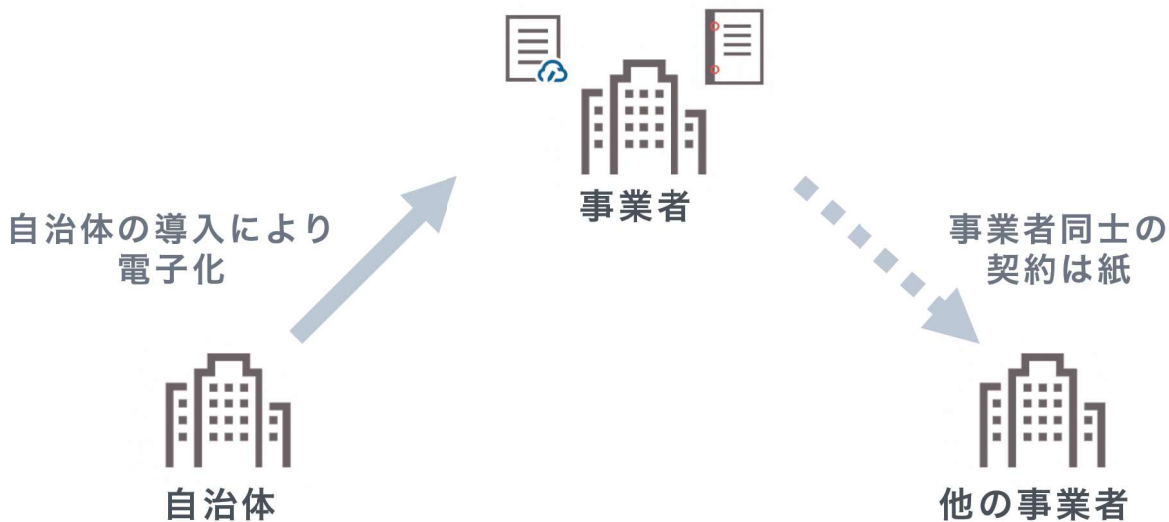 事業者
自治体の導入により
電子化
事業者同士の
契約は紙
自治体
他の事業者